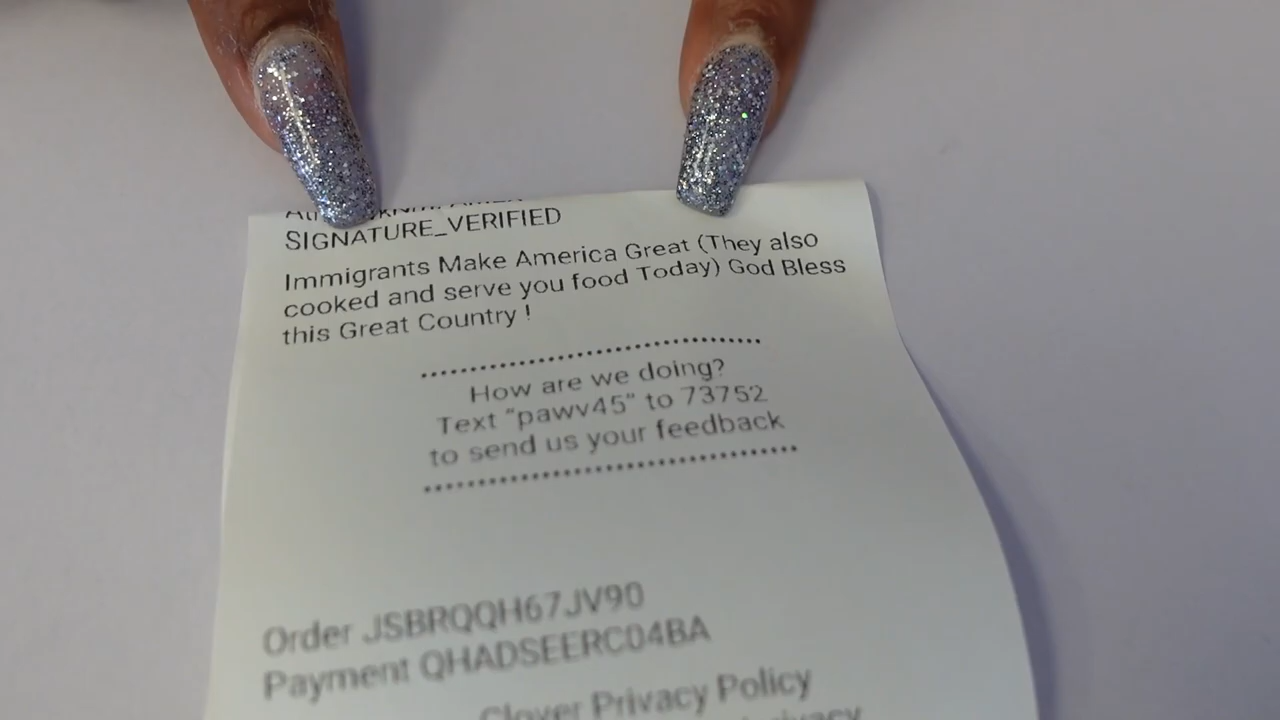 SIGNATURE_VERIFIED
Immigrants Make America Great (They also
cooked and serve you food Today) God Bless
this Great Country !
How are we doing?
Text "pawv45" to 73752
to send us your feedback
Order JSBRQQH67JV90
Payment QHADSEERC04BA
Clover Privacy Policy